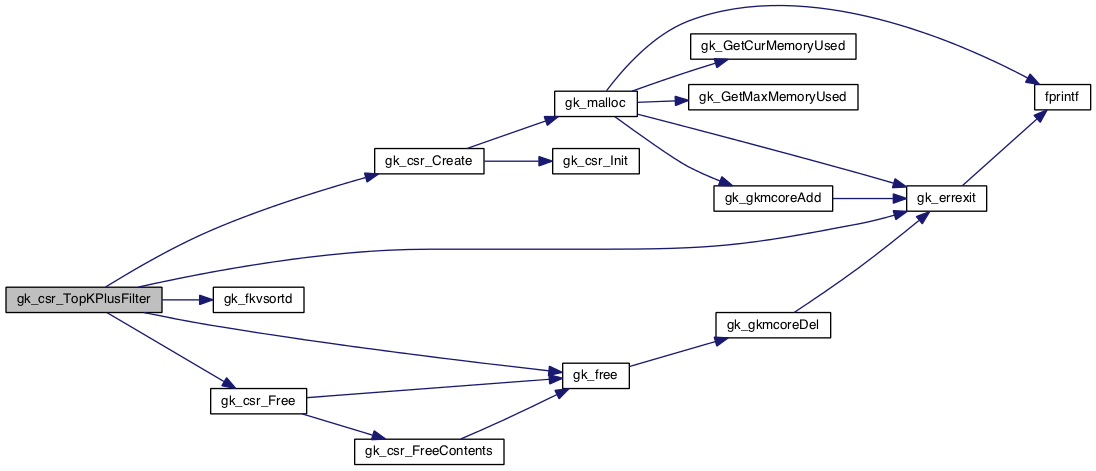 gk_GetCurMemoryUsed
gk_malloc
gk_GetMaxMemoryUsed
fprintf
gk_csr_Create
gk_csr_Init
gk_gkmcoreAdd
gk_errexit
gk_csr_TopKPlusFilter
gk_fkvsortd
gk_gkmcoreDel
gk_free
gk_csr_Free
gk_csr_FreeContents